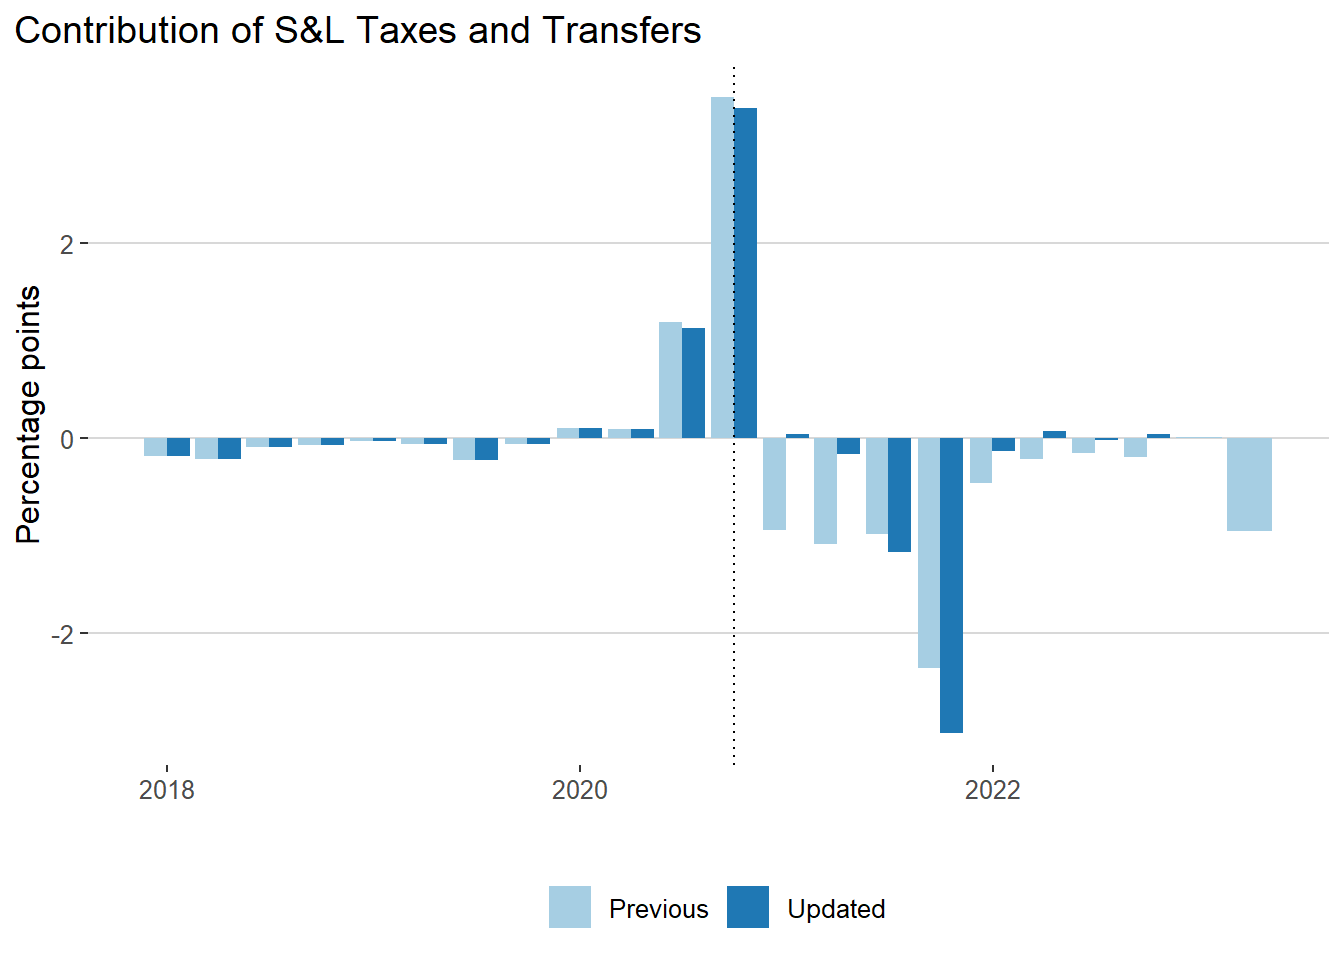 Contribution of S&L Taxes and Transfers
Percentage points
2
0
-2
2018
2020
2022
Previous
Updated